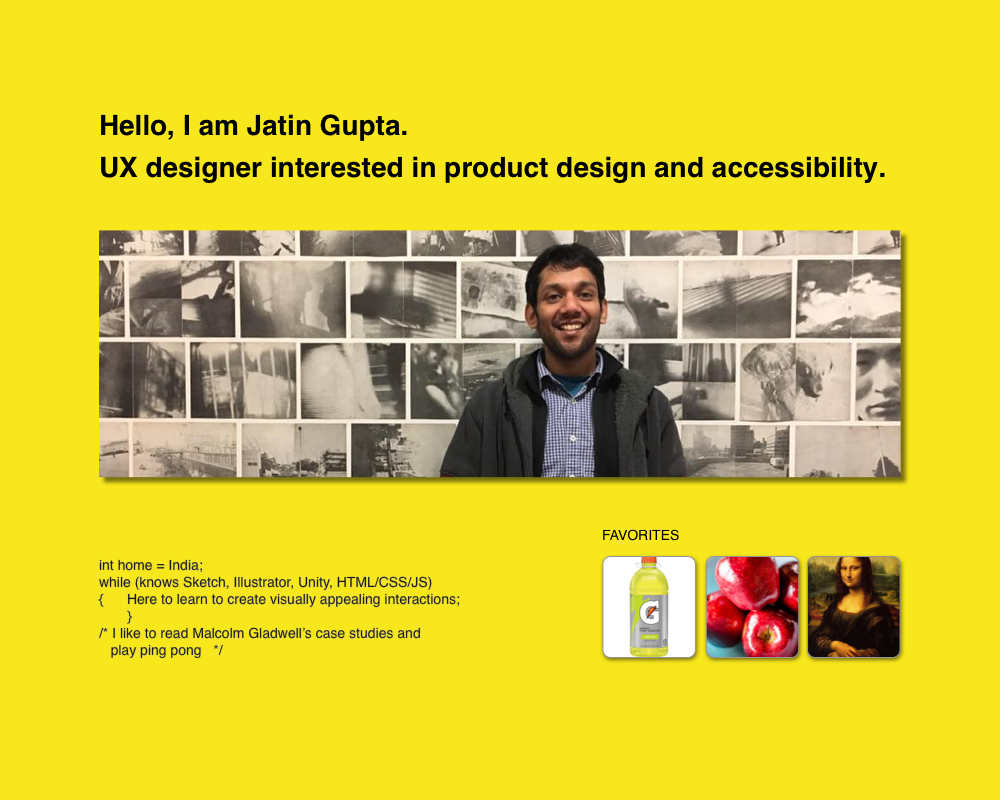 Hello, I am Jatin Gupta.
UX designer interested in product design and accessibility.
FAVORITES
int home = India;
while (knows Sketch, Illustrator, Unity, HTML/CSS/JS)
{ Here to learn to create visually appealing interactions;
}
/* I like to read Malcolm Gladwell's case studies and
play ping pong */
G